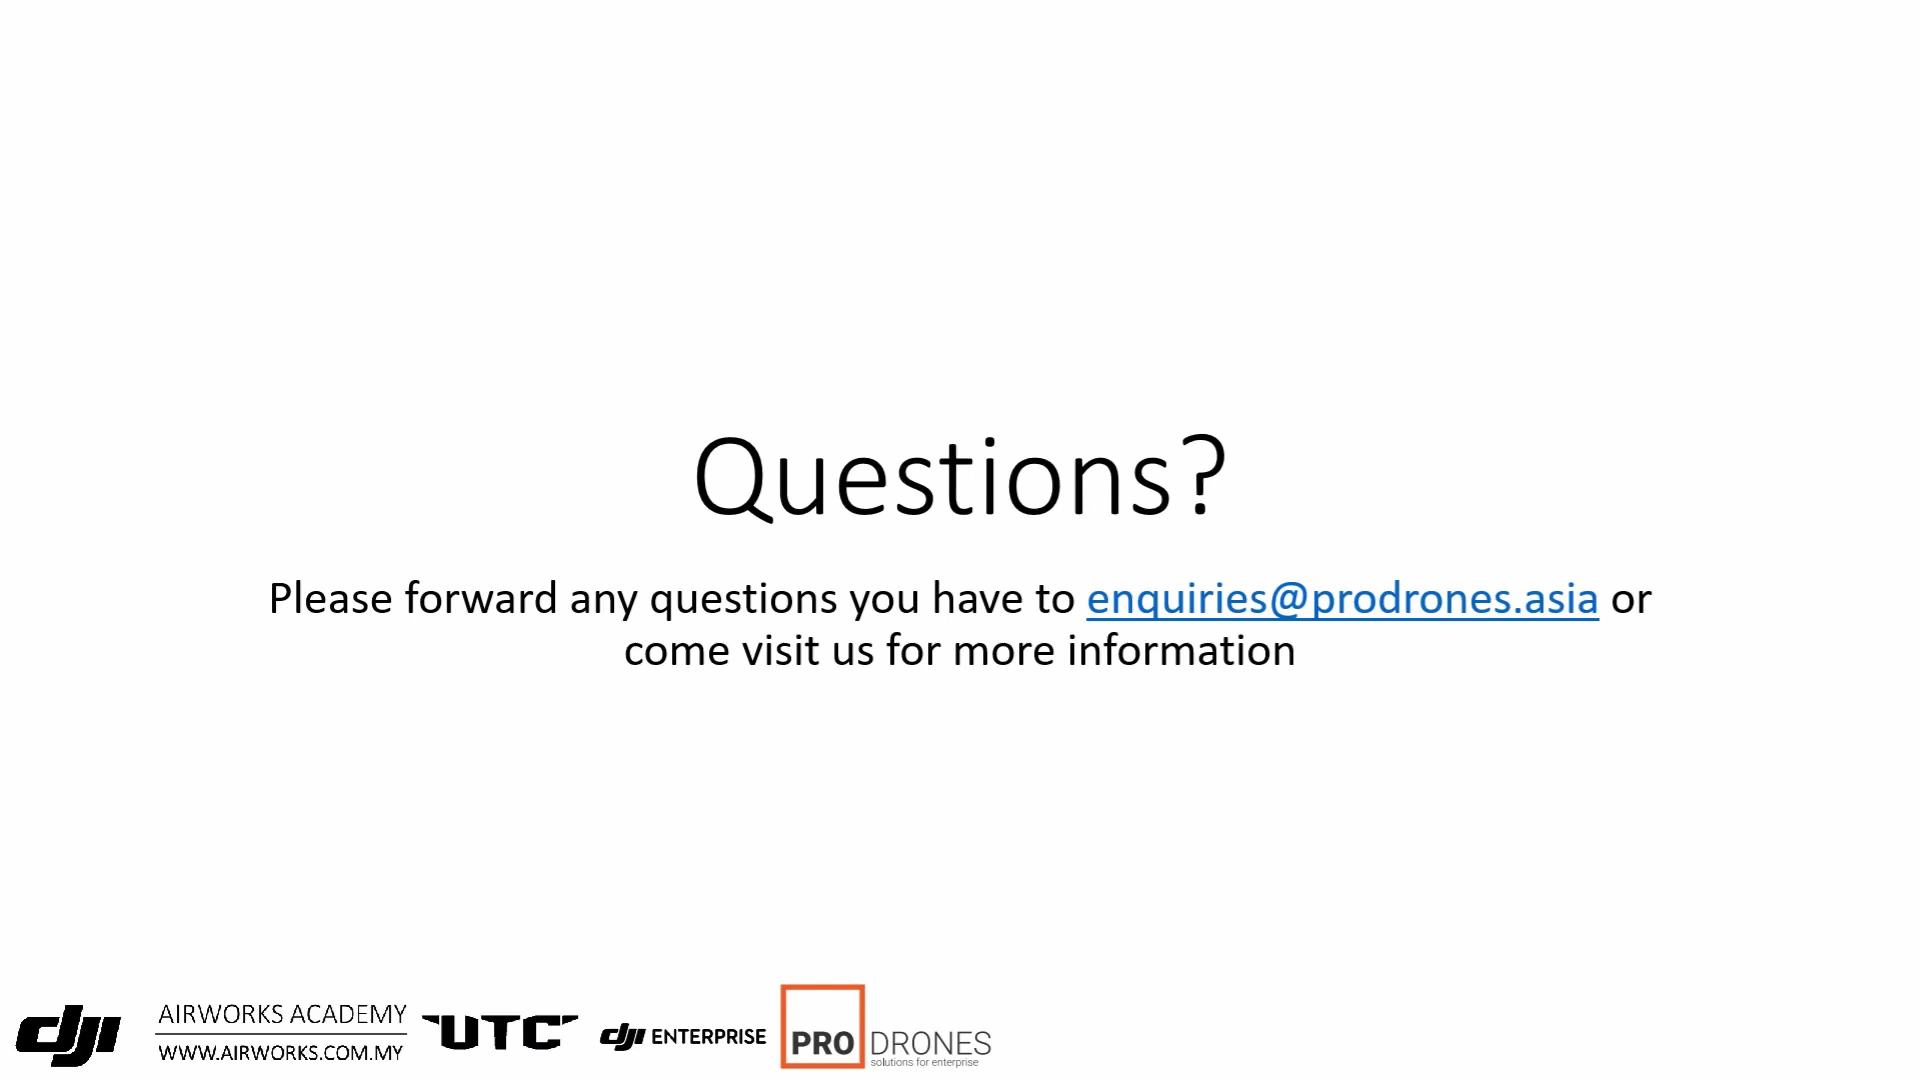 Questions?
Please forward any questions you have to enquiries@prodrones.asia or
come visit us for more information
dji
AIRWORKS ACADEMY
WWW.AIRWORKS.COM.MY
UTC
dji ENTERPRISE
PRO DRONES
solutions for enterprise